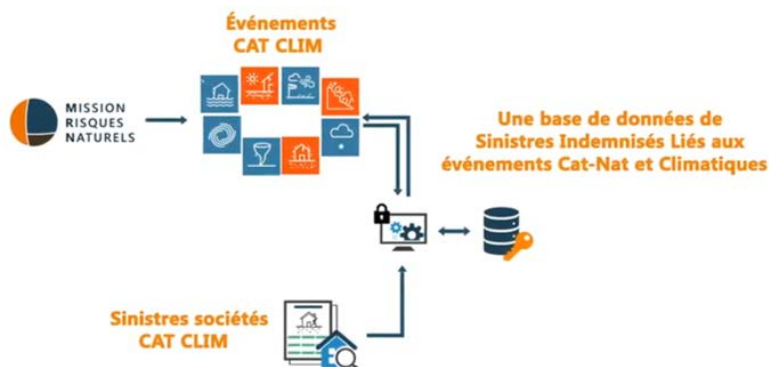 Événements
CAT CLIM
MISSION
RISQUES
NATURELS
Une base de données de
Sinistres Indemnisés Liés aux
événements Cat-Nat et Climatiques
Sinistres sociétés
CAT CLIM